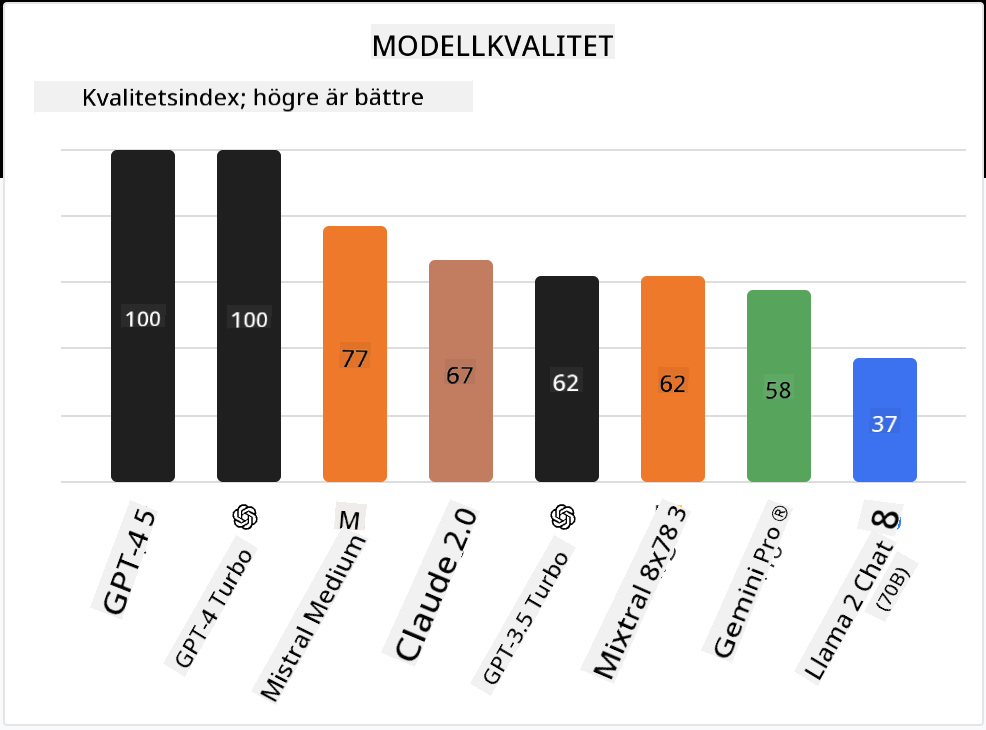 MODELLKVALITET
Kvalitetsindex; högre är bättre
100
100
77
67
62
62
58
37
GPT-4 5
GPT-4 Turbo
M
Mistral Medium
Claude 2.0
GPT-3.5 Turbo
Mixtral 8x78 3
Gemini Pro ®
Llama 2 Chat 8
(70B)